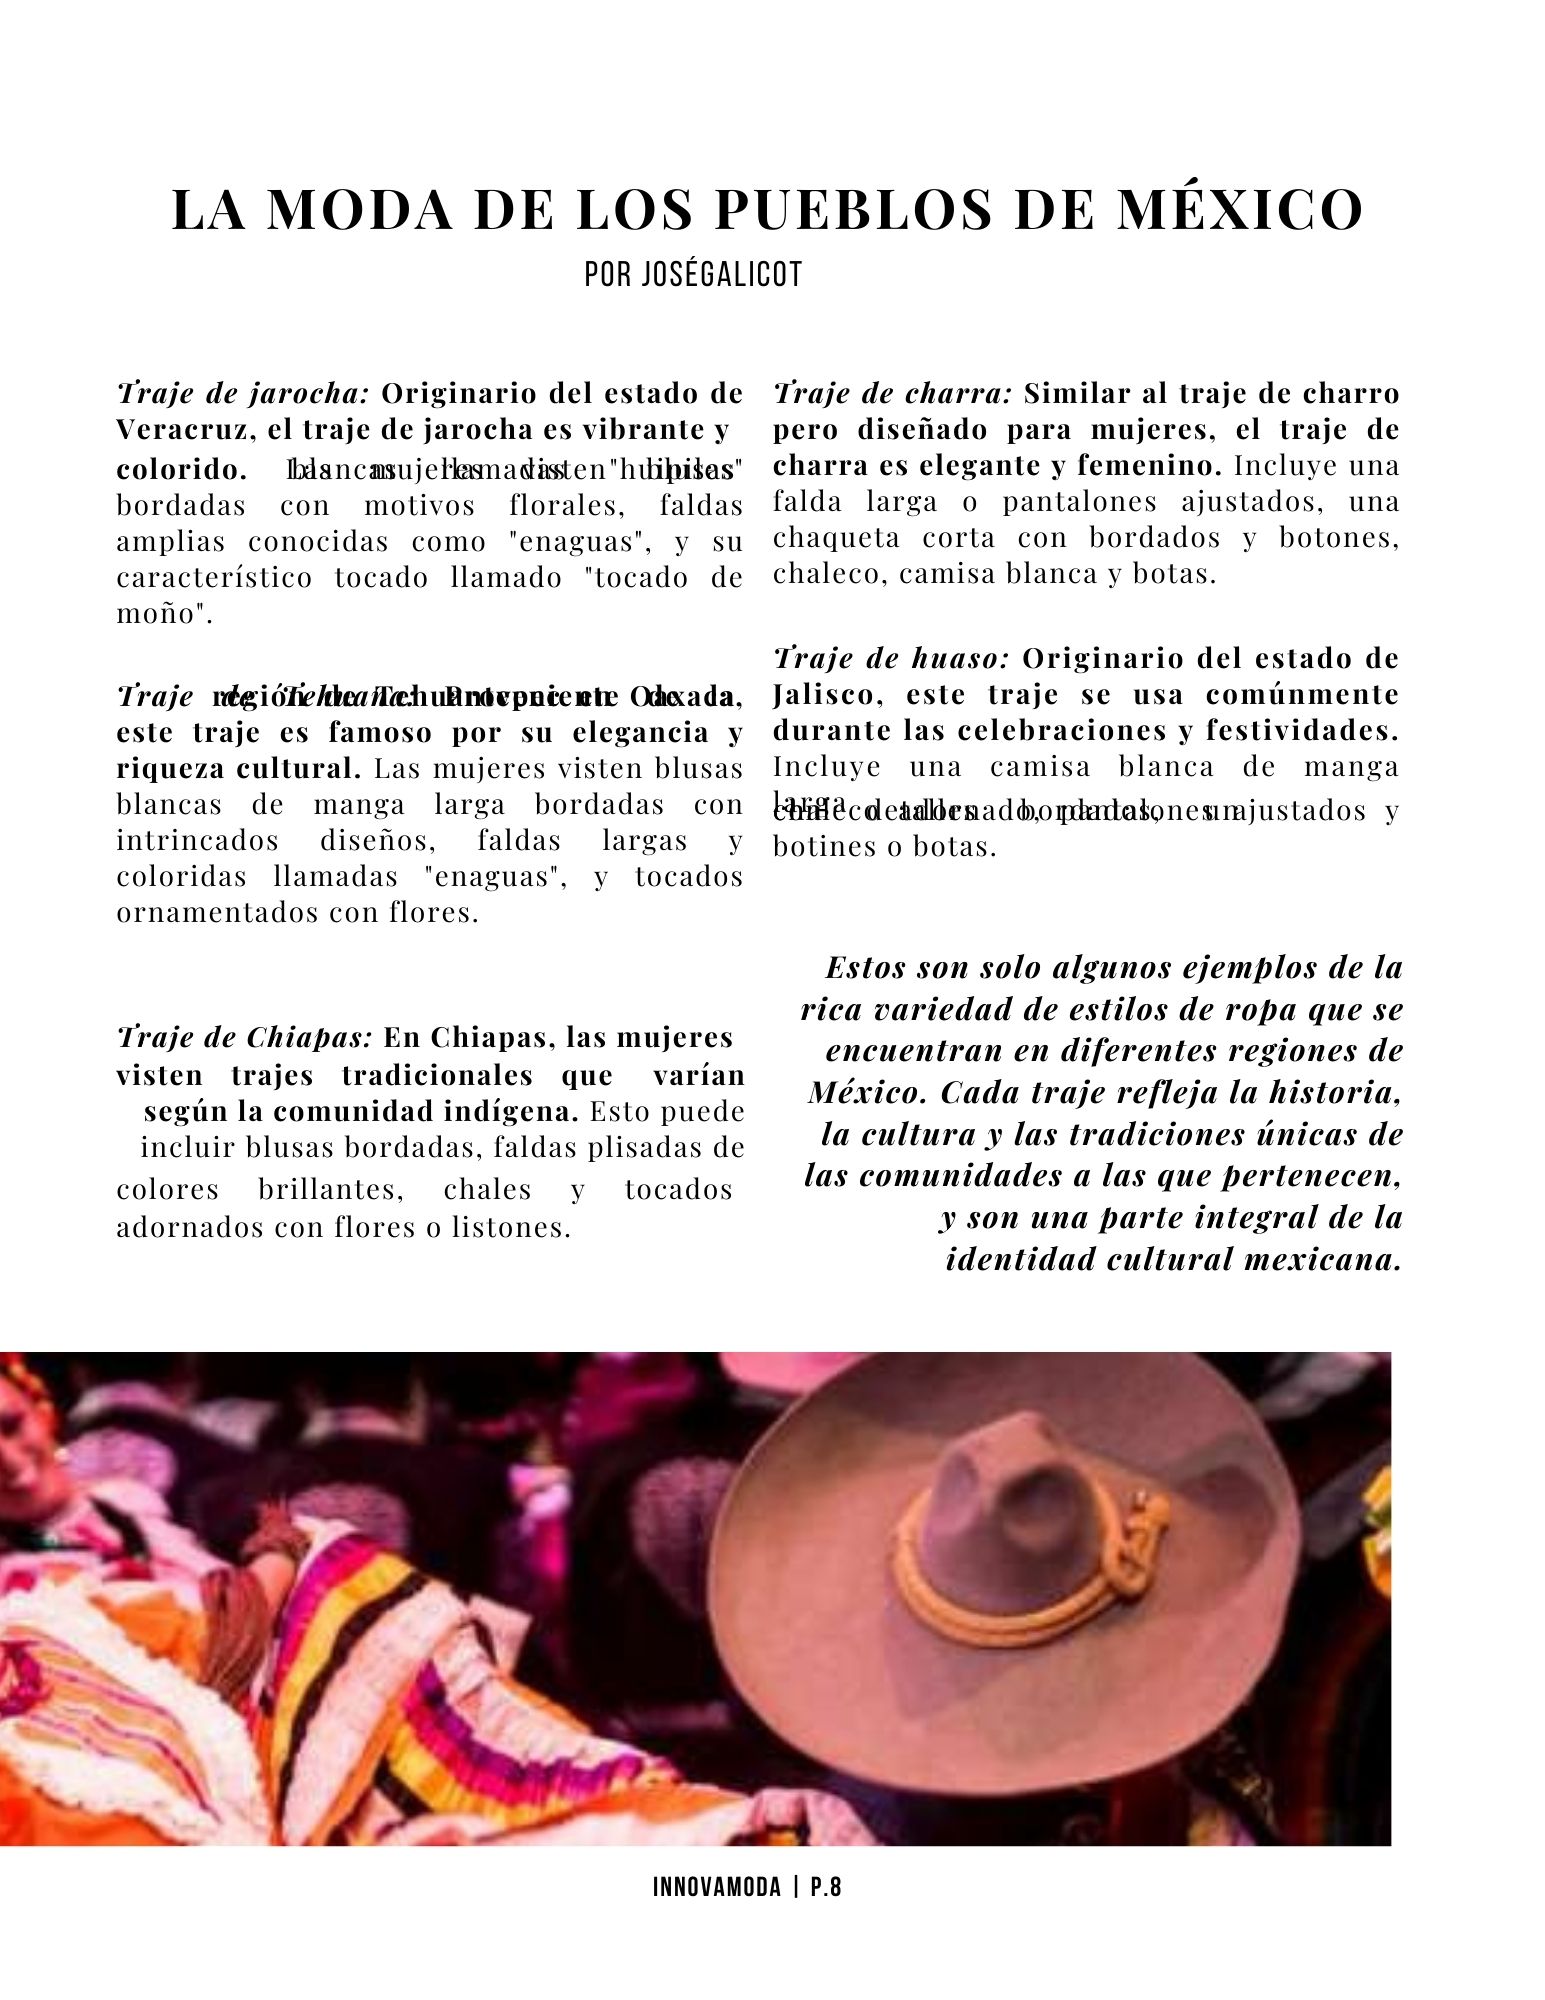 LA MODA DE LOS PUEBLOS DE MÉXICO
POR JOSÉGALICOT
Traje de jarocha: Originario del estado de
Veracruz, el traje de jarocha es vibrante y
colorido. Las mujeres visten blusas
blancas llamadas "huipiles"
bordadas con motivos florales, faldas
amplias conocidas como "enaguas", y su
característico tocado llamado "tocado de
moño".
Traje de Tehuana: Proveniente de la
región de Tehuantepec en Oaxaca,
este traje es famoso por su elegancia y
riqueza cultural. Las mujeres visten blusas
blancas de manga larga bordadas con
intrincados diseños, faldas largas y
coloridas llamadas "enaguas", y tocados
ornamentados con flores.
Traje de Chiapas: En Chiapas, las mujeres
visten trajes tradicionales que varían
según la comunidad indígena. Esto puede
incluir blusas bordadas, faldas plisadas de
colores brillantes, chales y tocados
adornados con flores o listones.
Traje de charra: Similar al traje de charro
pero diseñado para mujeres, el traje de
charra es elegante y femenino. Incluye una
falda larga o pantalones ajustados, una
chaqueta corta con bordados y botones,
chaleco, camisa blanca y botas.
Traje de huaso: Originario del estado de
Jalisco, este traje se usa comúnmente
durante las celebraciones y festividades.
Incluye una camisa blanca de manga
larga detalles bordados, un
chaleco adornado, pantalones ajustados y
botines o botas.
Estos son solo algunos ejemplos de la
rica variedad de estilos de ropa que se
encuentran en diferentes regiones de
México. Cada traje refleja la historia,
la cultura y las tradiciones únicas de
las comunidades a las que pertenecen,
y son una parte integral de la
identidad cultural mexicana.
INNOVAMODA | P.8